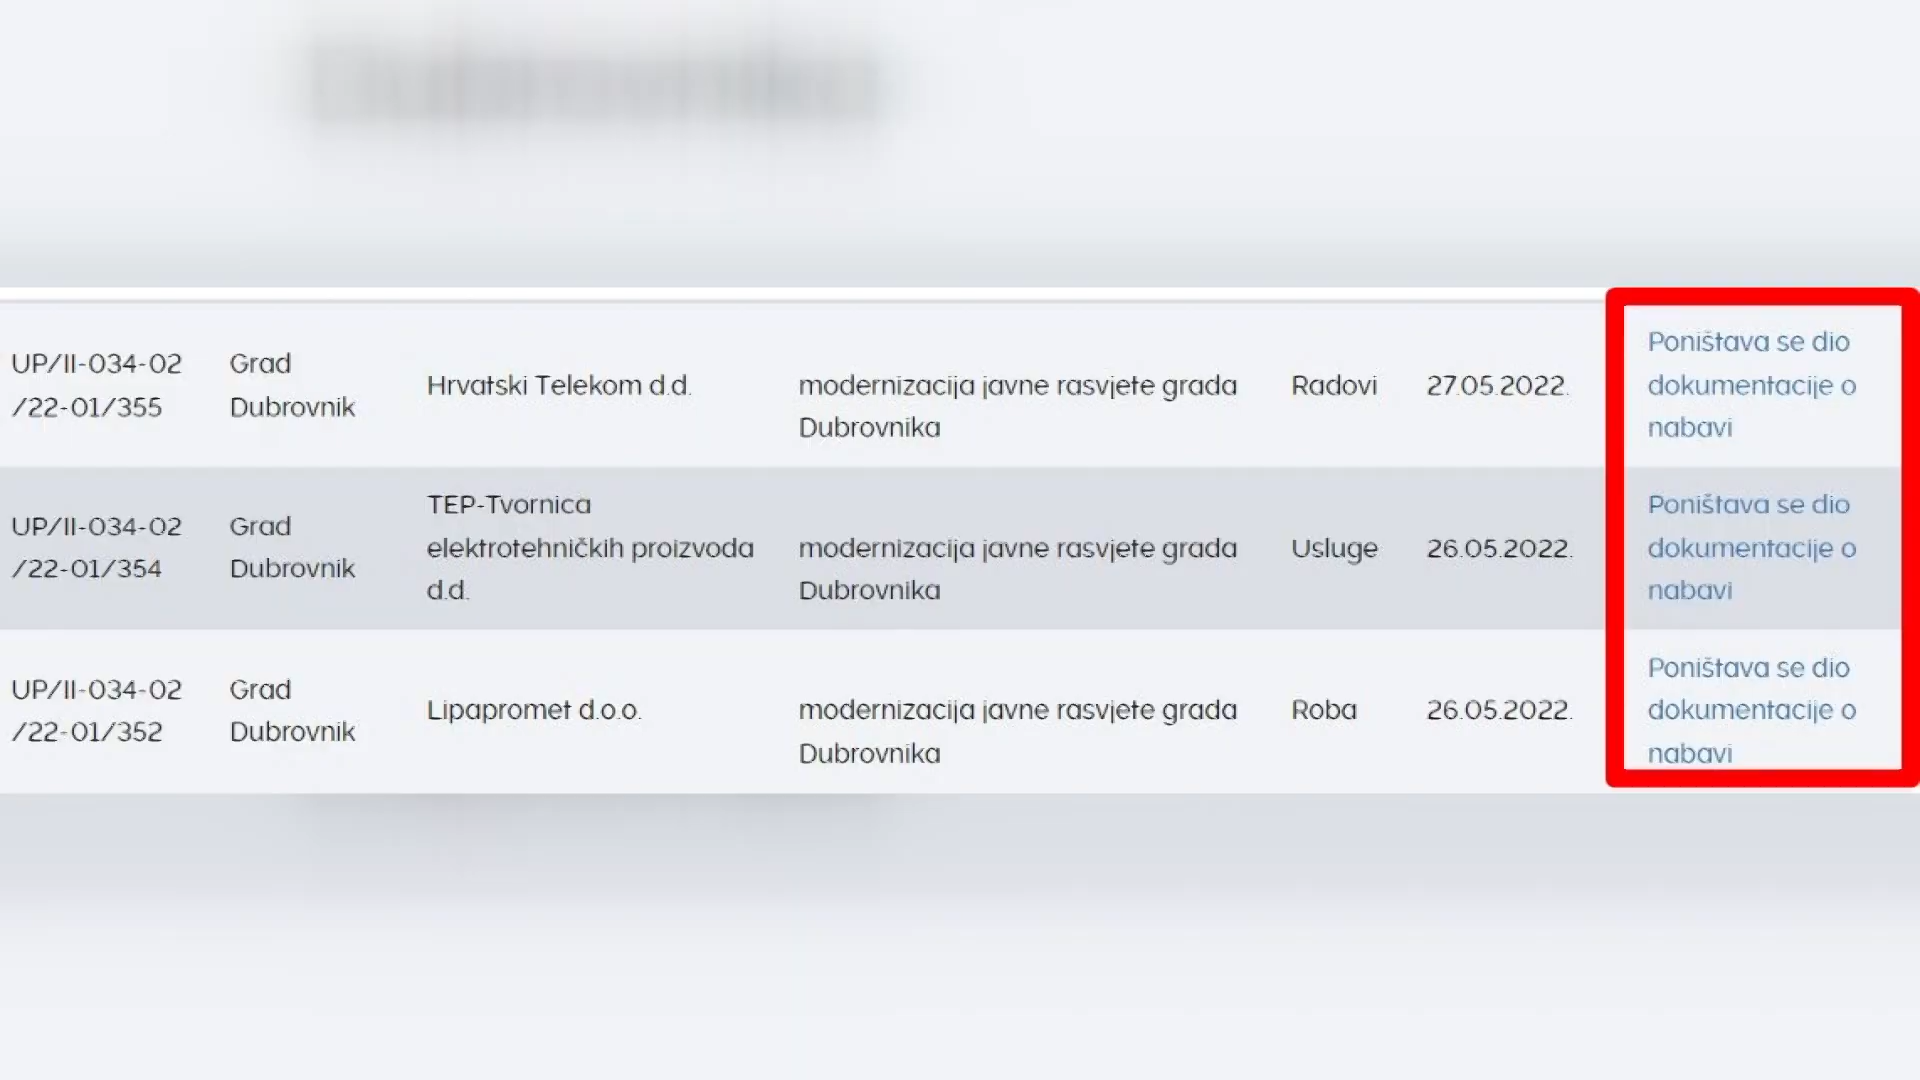 UP/II-034-02
/22-01/355
Grad
Dubrovnik
Hrvatski Telekom d.d.
modernizacija javne rasvjete grada
Dubrovnika
Radovi
27.05.2022.
Poništava se dio
dokumentacije o
nabavi
UP/II-034-02
/22-01/354
Grad
Dubrovnik
TEP-Tvornica
elektrotehničkih proizvoda
d.d.
modernizacija javne rasvjete grada
Dubrovnika
Usluge
26.05.2022.
Poništava se dio
dokumentacije o
nabavi
UP/II-034-02
/22-01/352
Grad
Dubrovnik
Lipapromet d.o.o.
modernizacija javne rasvjete grada
Dubrovnika
Roba
26.05.2022.
Poništava se dio
dokumentacije o
nabavi